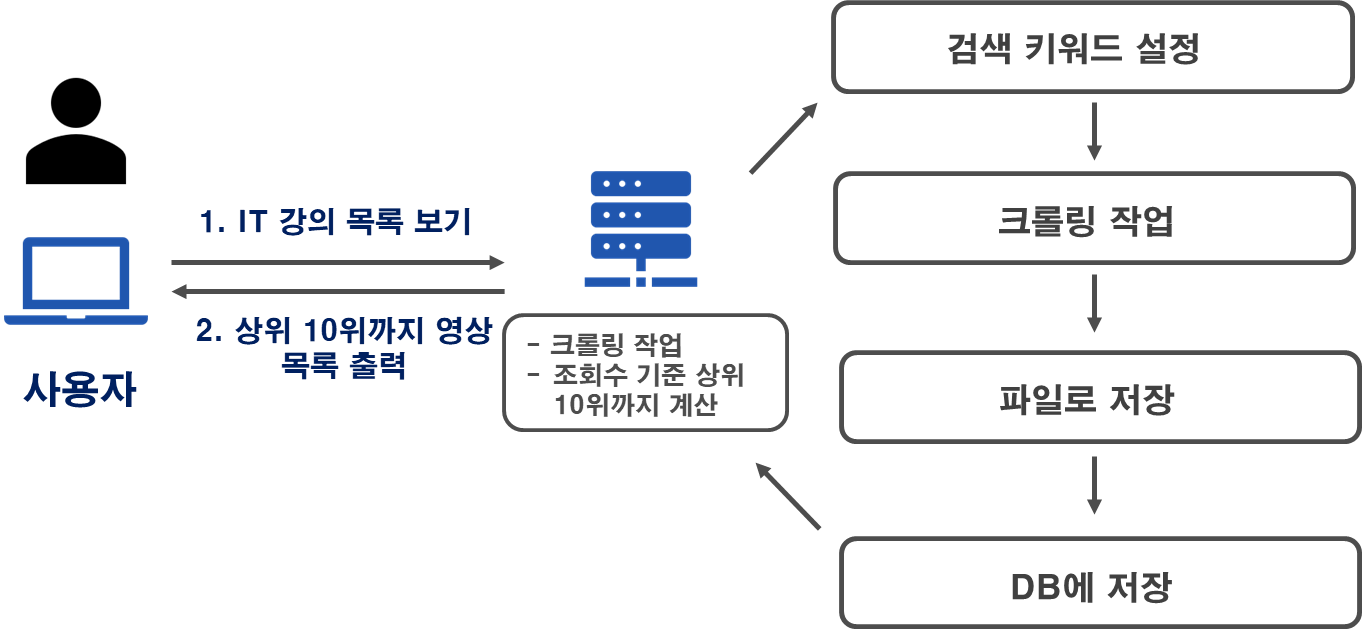 사용자
1. IT 강의 목록 보기
2. 상위 10위까지 영상
목록 출력
- 크롤링 작업
- 조회수 기준 상위
10위까지 계산
검색 키워드 설정
크롤링 작업
파일로 저장
DB에 저장